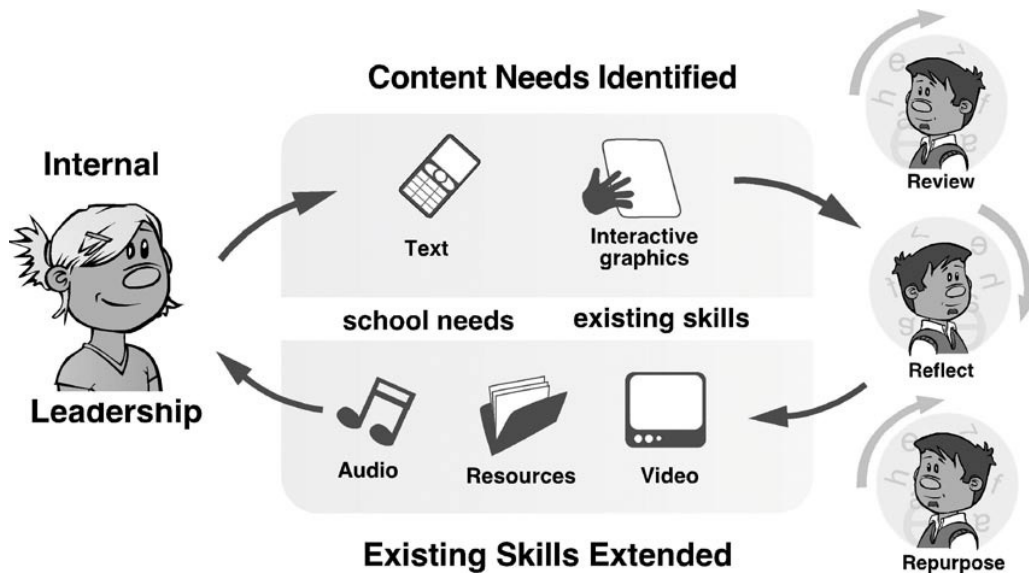 Content Needs Identified
Internal
Leadership
Text
Interactive
graphics
school needs
existing skills
Audio
Resources
Video
Existing Skills Extended
Review
Reflect
Repurpose